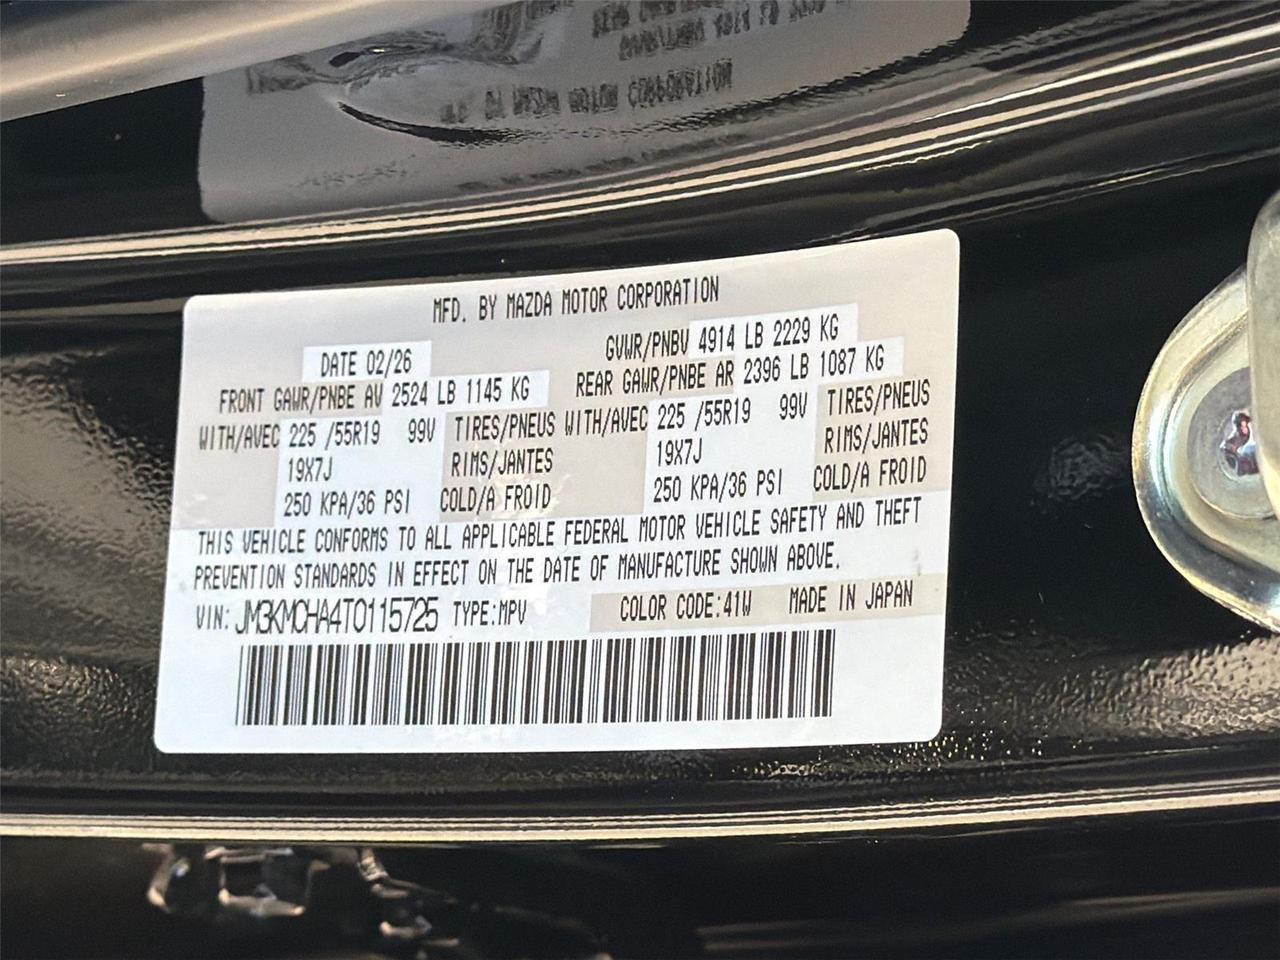 MFD. BY MAZDA MOTOR CORPORATION
DATE 02/26 GVWR/PNBV 4914 LB 2229 KG
FRONT GAWR/PNBE AV 2524 LB 1145 KG REAR GAWR/PNBE AR 2396 LB 1087 KG
WITH/AVEC 225 /55R19 99V TIRES/PNEUS WITH/AVEC 225 /55R19 99V TIRES/PNEUS
19X7J RIMS/JANTES 19X7J RIMS/JANTES
250 KPA/36 PSI COLD/A FROID 250 KPA/36 PSI COLD/A FROID
THIS VEHICLE CONFORMS TO ALL APPLICABLE FEDERAL MOTOR VEHICLE SAFETY AND THEFT
PREVENTION STANDARDS IN EFFECT ON THE DATE OF MANUFACTURE SHOWN ABOVE.
VIN: JM3KMCHA4T0115725 TYPE:MPV COLOR CODE:41W MADE IN JAPAN